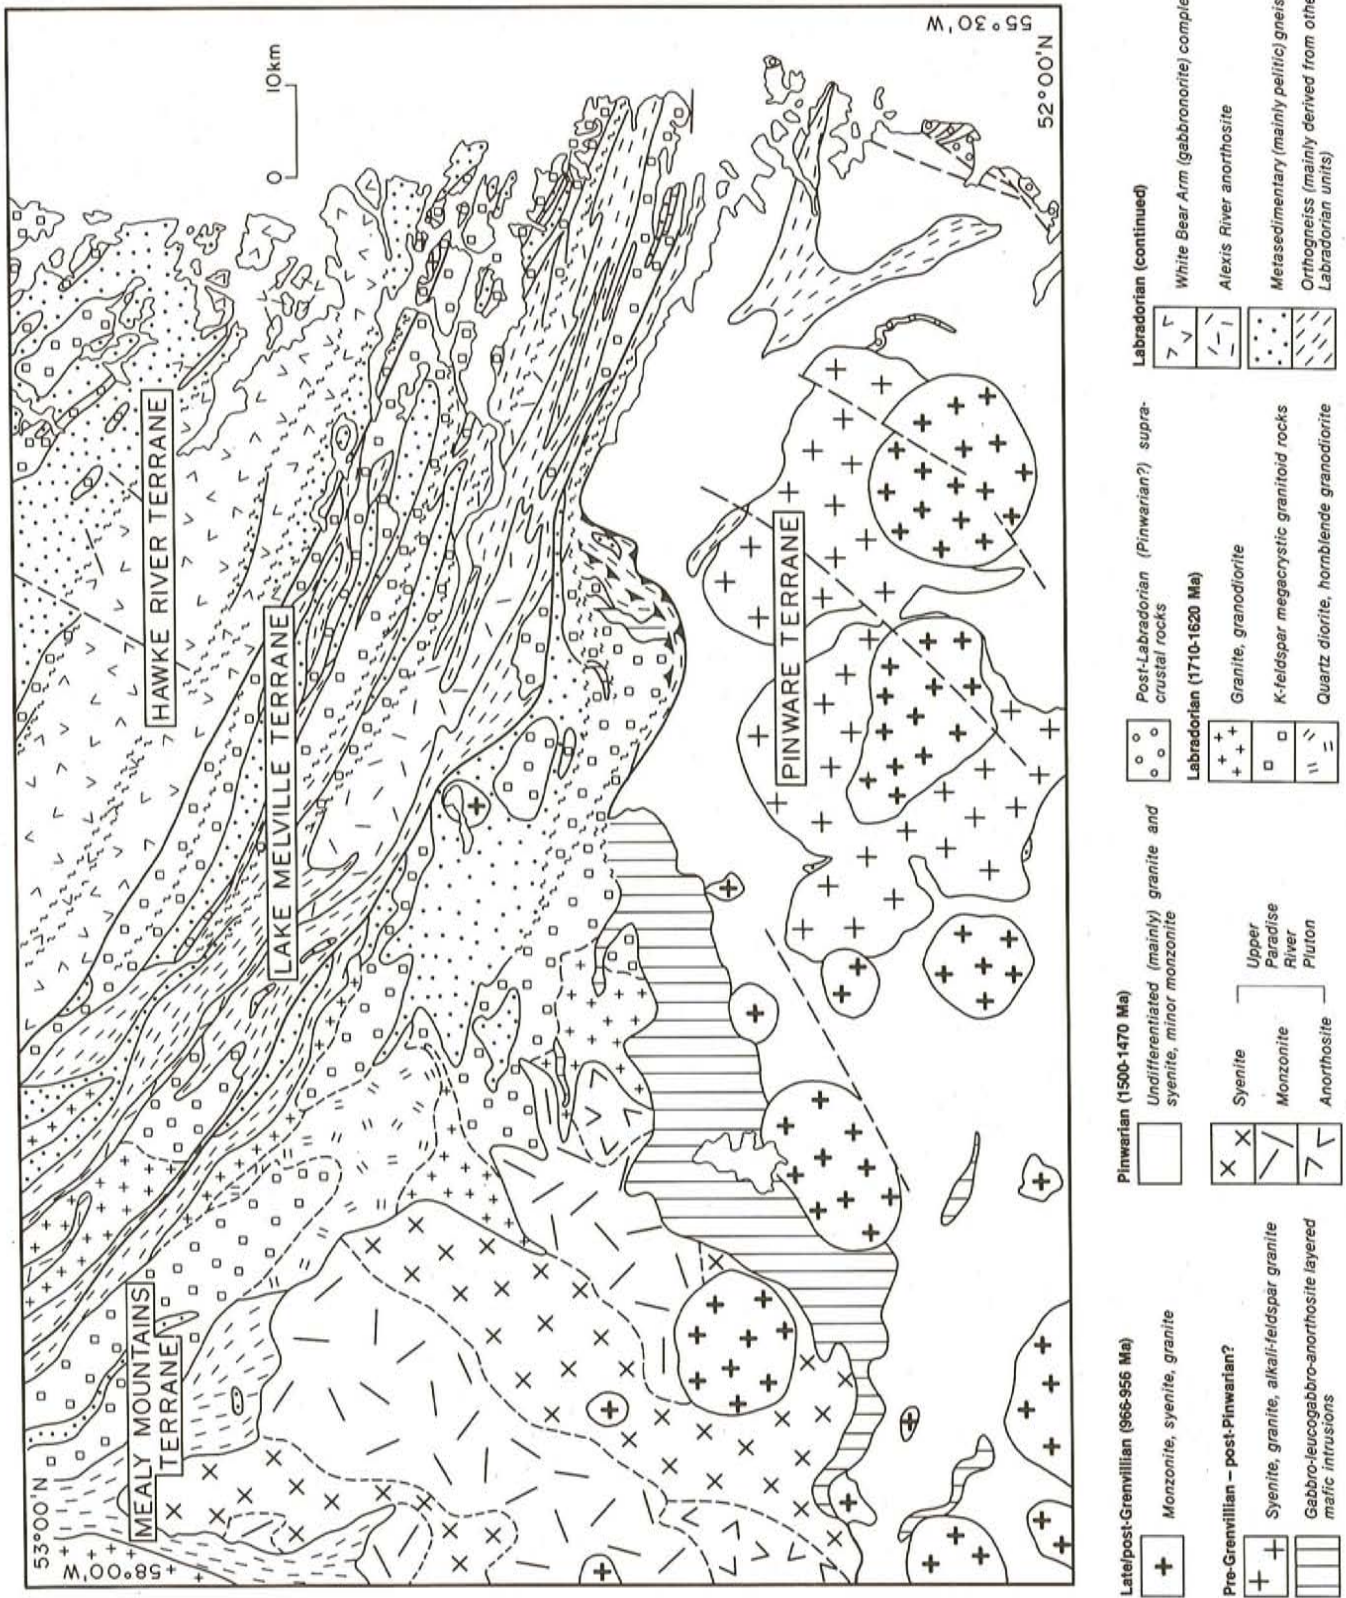 53°00'N
58°00'W
55°30'W
52°00'N
0
10km
HAWKE RIVER TERRANE
LAKE MELVILLE TERRANE
MEALY MOUNTAINS
TERRANE
PINWARE TERRANE
Late/post-Grenvillian (966-956 Ma)
Monzonite, syenite, granite
Pre-Grenvillian – post-Pinwarian?
Syenite, granite, alkali-feldspar granite
Gabbro-leucogabbro-anorthosite layered
mafic intrusions
Pinwarian (1500-1470 Ma)
Undifferentiated (mainly) granite and
syenite, minor monzonite
Syenite
Monzonite
Anorthosite
Upper
Paradise
River
Pluton
Post-Labradorian (Pinwarian?) supra-
crustal rocks
Labradorian (1710-1620 Ma)
Granite, granodiorite
K-feldspar megacrystic granitoid rocks
Quartz diorite, hornblende granodiorite
Labradorian (continued)
White Bear Arm (gabbronorite) comple
Alexis River anorthosite
Metasedimentary (mainly pelitic) gneis
Orthogneiss (mainly derived from othe
Labradorian units)